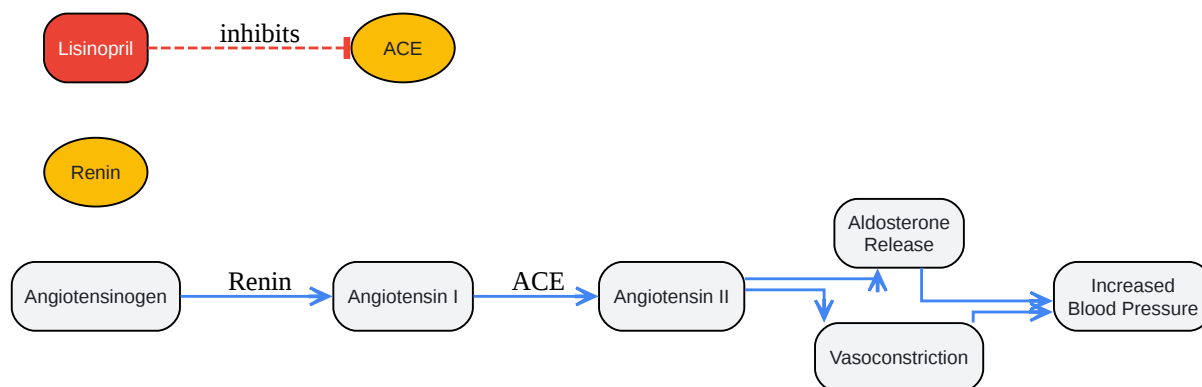 Lisinopril
inhibits
ACE
Renin
Aldosterone
Release
Angiotensinogen
Renin
Angiotensin I
ACE
Angiotensin II
Increased
Blood Pressure
Vasoconstriction